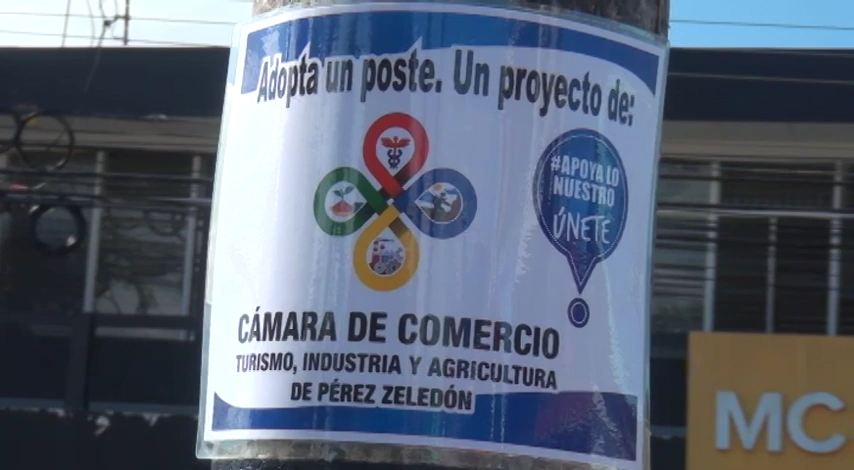 Adopta un poste. Un proyecto de:
#APOYA LO
NUESTRO
ÚNETE
CÁMARA DE COMERCIO
TURISMO, INDUSTRIA Y AGRICULTURA
DE PÉREZ ZELEDÓN
MC